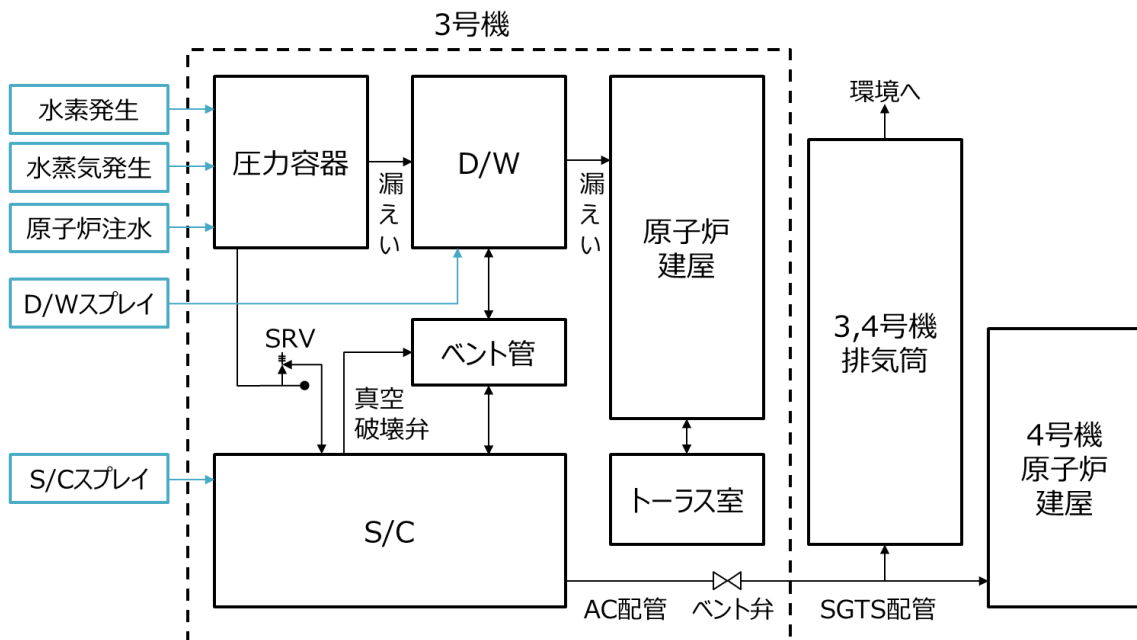 3号機
水素発生
水蒸気発生
原子炉注水
D/Wスプレイ
S/Cスプレイ
圧力容器
漏えい
D/W
漏えい
原子炉
建屋
SRV
真空
破壊弁
ベント管
S/C
トーラス室
AC配管
ベント弁
SGTS配管
環境へ
3,4号機
排気筒
4号機
原子炉
建屋